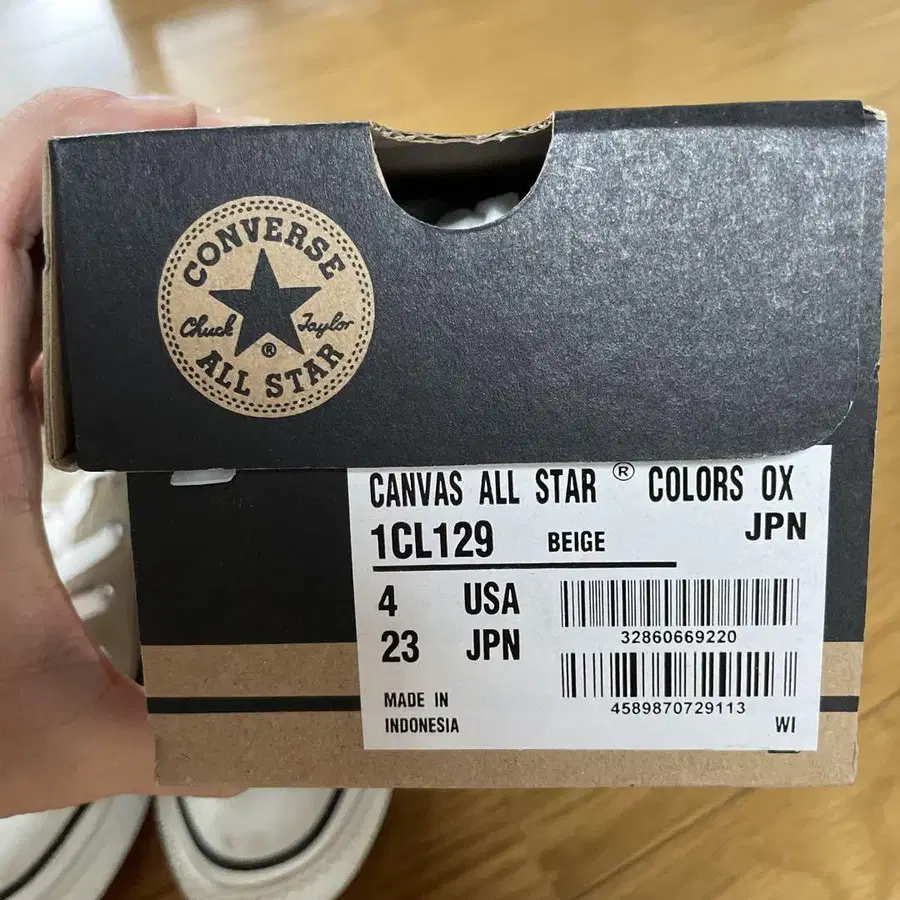 CONVERSE
Chuck Taylor
®
ALL STAR
CANVAS ALL STAR ® COLORS OX
1CL129 BEIGE JPN
4 USA
32860669220
23 JPN
4589870729113
MADE IN
INDONESIA
WI